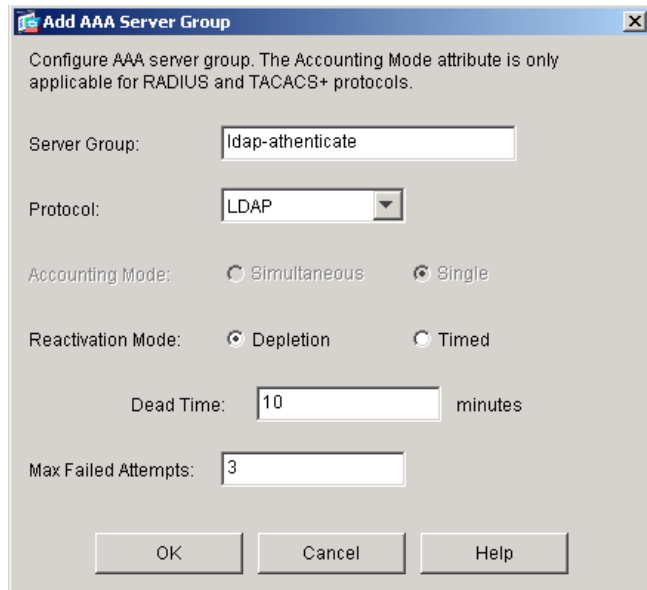 Add AAA Server Group
Configure AAA server group. The Accounting Mode attribute is only
applicable for RADIUS and TACACS+ protocols.
Server Group: ldap-athenticate
Protocol: LDAP
Accounting Mode: Simultaneous Single
Reactivation Mode: Depletion Timed
Dead Time: 10 minutes
Max Failed Attempts: 3
OK Cancel Help